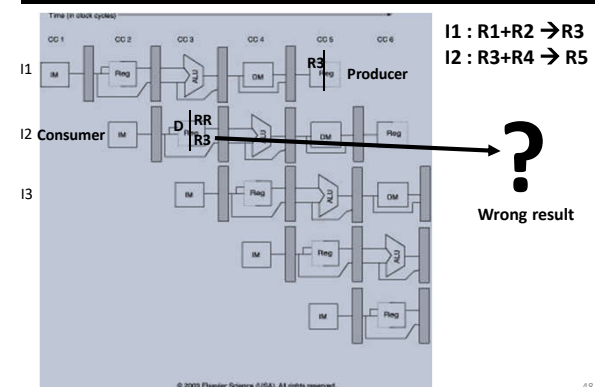 Time (in clock cycles)
CC 1 CC 2 CC 3 CC 4 CC 5 CC 6
I1 : R1+R2 →R3
I2 : R3+R4 → R5
I1 IM Reg ALU DM R3 Reg Producer
I2 Consumer IM D Reg RR R3 ALU DM Reg
?
Wrong result
I3 IM Reg ALU DM
IM Reg ALU
IM Reg
© 2003 Elsevier Science (USA). All rights reserved.
48